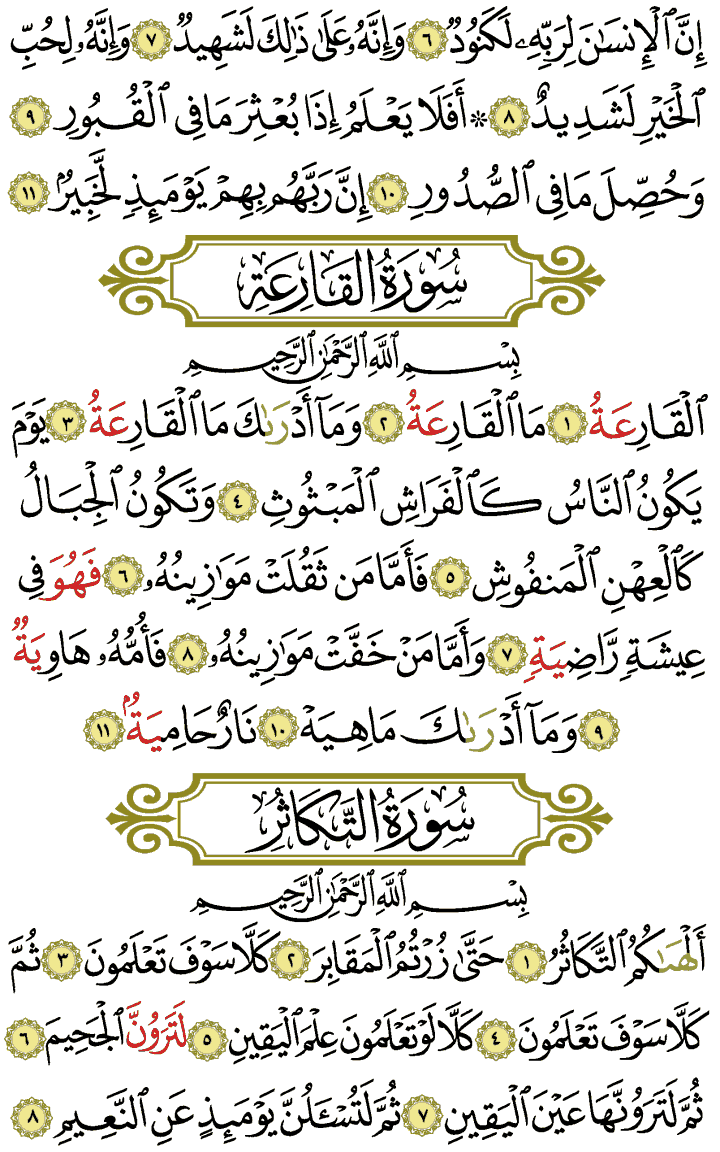 إِنَّ ٱلْإِنسَٰنَ لِرَبِّهِۦ لَكَنُودٌ ٦ وَإِنَّهُۥ عَلَىٰ ذَٰلِكَ لَشَهِيدٌ ٧ وَإِنَّهُۥ لِحُبِّ
ٱلْخَيْرِ لَشَدِيدٌ ٨ * أَفَلَا يَعْلَمُ إِذَا بُعْثِرَ مَا فِى ٱلْقُبُورِ ٩
وَحُصِّلَ مَا فِى ٱلصُّدُورِ ١٠ إِنَّ رَبَّهُم بِهِمْ يَوْمَئِذٍ لَّخَبِيرٌۢ ١١
سُورَةُ القَارِعَةِ
بِسْمِ ٱللَّهِ ٱلرَّحْمَٰنِ ٱلرَّحِيمِ
ٱلْقَارِعَةُ ١ مَا ٱلْقَارِعَةُ ٢ وَمَآ أَدْرَىٰكَ مَا ٱلْقَارِعَةُ ٣ يَوْمَ
يَكُونُ ٱلنَّاسُ كَٱلْفَرَاشِ ٱلْمَبْثُوثِ ٤ وَتَكُونُ ٱلْجِبَالُ
كَٱلْعِهْنِ ٱلْمَنفُوشِ ٥ فَأَمَّا مَن ثَقُلَتْ مَوَٰزِينُهُۥ ٦ فَهُوَ فِى
عِيشَةٍ رَّاضِيَةٍ ٧ وَأَمَّا مَنْ خَفَّتْ مَوَٰزِينُهُۥ ٨ فَأُمُّهُۥ هَاوِيَةٌ
٩ وَمَآ أَدْرَىٰكَ مَا هِيَهْ ١٠ نَارٌ حَامِيَةٌۢ ١١
سُورَةُ التَّكَاثُرِ
بِسْمِ ٱللَّهِ ٱلرَّحْمَٰنِ ٱلرَّحِيمِ
أَلْهَىٰكُمُ ٱلتَّكَاثُرُ ١ حَتَّىٰ زُرْتُمُ ٱلْمَقَابِرَ ٢ كَلَّا سَوْفَ تَعْلَمُونَ ٣ ثُمَّ
كَلَّا سَوْفَ تَعْلَمُونَ ٤ كَلَّا لَوْ تَعْلَمُونَ عِلْمَ ٱلْيَقِينِ ٥ لَتَرَوُنَّ ٱلْجَحِيمَ ٦
ثُمَّ لَتَرَوُنَّهَا عَيْنَ ٱلْيَقِينِ ٧ ثُمَّ لَتُسْـَٔلُنَّ يَوْمَئِذٍ عَنِ ٱلنَّعِيمِ ٨